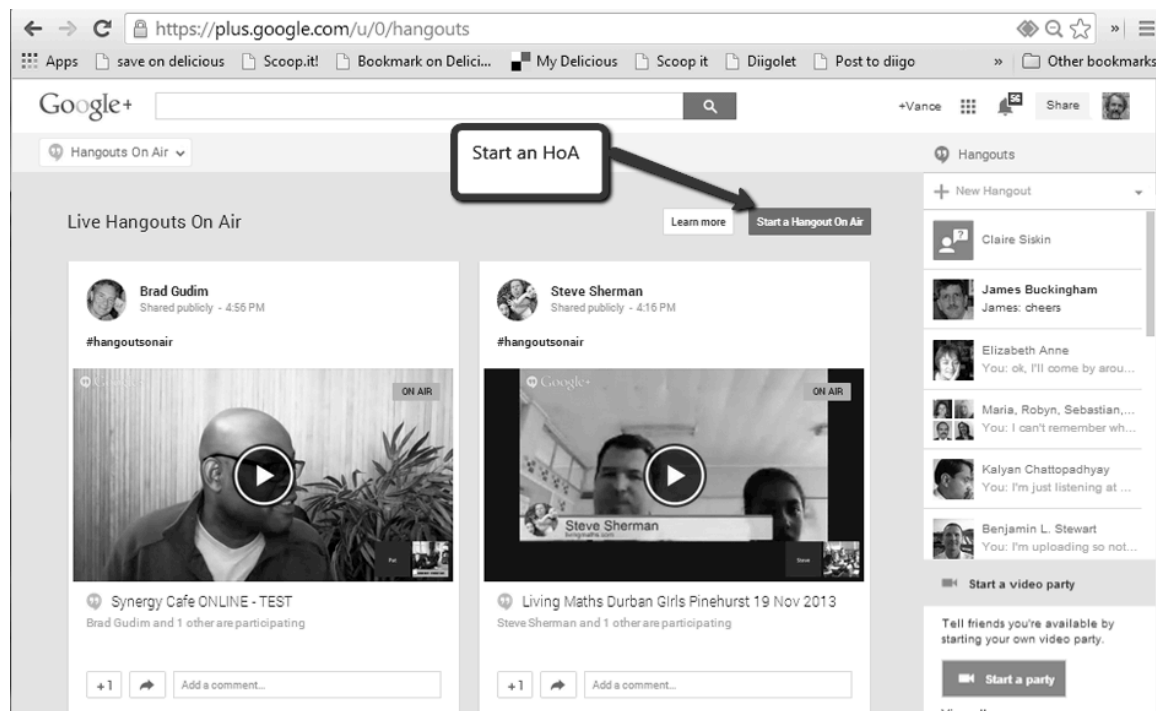 https://plus.google.com/u/0/hangouts
Apps save on delicious Scoop.it! Bookmark on Delici... My Delicious Scoop it Diigolet Post to diigo » Other bookmarks
Google+
+Vance
56
Share
Hangouts On Air
Start an HoA
Hangouts
New Hangout
Live Hangouts On Air
Learn more
Start a Hangout On Air
Brad Gudim
Shared publicly - 4:56 PM
#hangoutsonair
Google+
ON AIR
Pat
Synergy Cafe ONLINE - TEST
Brad Gudim and 1 other are participating
+1
Add a comment...
Steve Sherman
Shared publicly - 4:16 PM
#hangoutsonair
Google+
ON AIR
Steve Sherman
livingmaths.com
Steve
Living Maths Durban GIrls Pinehurst 19 Nov 2013
Steve Sherman and 1 other are participating
+1
Add a comment...
Claire Siskin
James Buckingham
James: cheers
Elizabeth Anne
You: ok, I'll come by arou...
Maria, Robyn, Sebastian,...
You: I can't remember wh...
Kalyan Chattopadhyay
You: I'm just listening at ...
Benjamin L. Stewart
You: I'm uploading so not...
Start a video party
Tell friends you're available by
starting your own video party.
Start a party